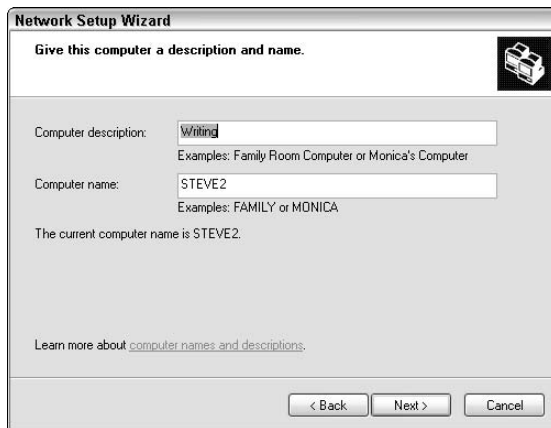 Network Setup Wizard
Give this computer a description and name.
Computer description: Writing
Examples: Family Room Computer or Monica's Computer
Computer name: STEVE2
Examples: FAMILY or MONICA
The current computer name is STEVE2.
Learn more about computer names and descriptions.
< Back Next > Cancel